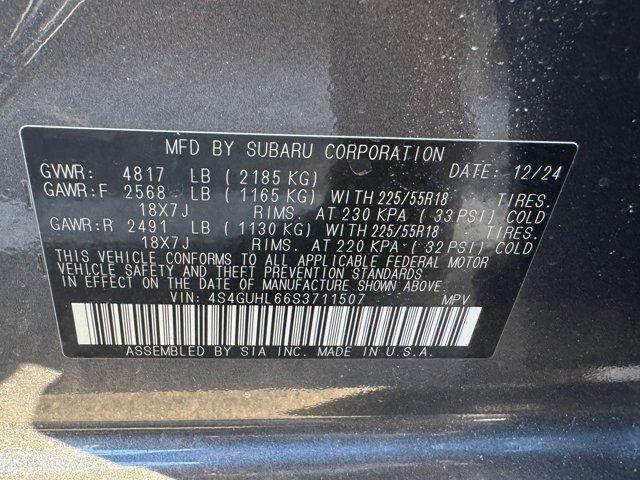 MFD BY SUBARU CORPORATION
GVWR: 4817 LB (2185 KG) DATE: 12/24
GAWR:F 2568 LB (1165 KG) WITH 225/55R18 TIRES.
18X7J RIMS. AT 230 KPA (33 PSI) COLD
GAWR:R 2491 LB (1130 KG) WITH 225/55R18 TIRES.
18X7J RIMS. AT 220 KPA (32 PSI) COLD
THIS VEHICLE CONFORMS TO ALL APPLICABLE FEDERAL MOTOR
VEHICLE SAFETY AND THEFT PREVENTION STANDARDS
IN EFFECT ON THE DATE OF MANUFACTURE SHOWN ABOVE.
VIN: 4S4GUHL66S3711507 MPV
ASSEMBLED BY SIA INC. MADE IN U.S.A.